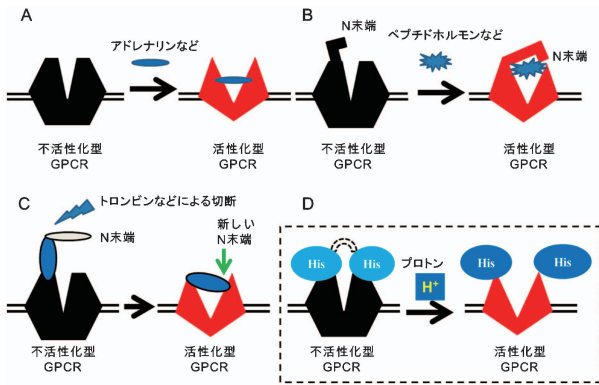 A
アドレナリンなど
不活性化型
GPCR
活性化型
GPCR
B
N末端
ペプチドホルモンなど
N末端
不活性化型
GPCR
活性化型
GPCR
C
トロンビンなどによる切断
N末端
新しい
N末端
不活性化型
GPCR
活性化型
GPCR
D
His
His
プロトン
H+
His
His
不活性化型
GPCR
活性化型
GPCR